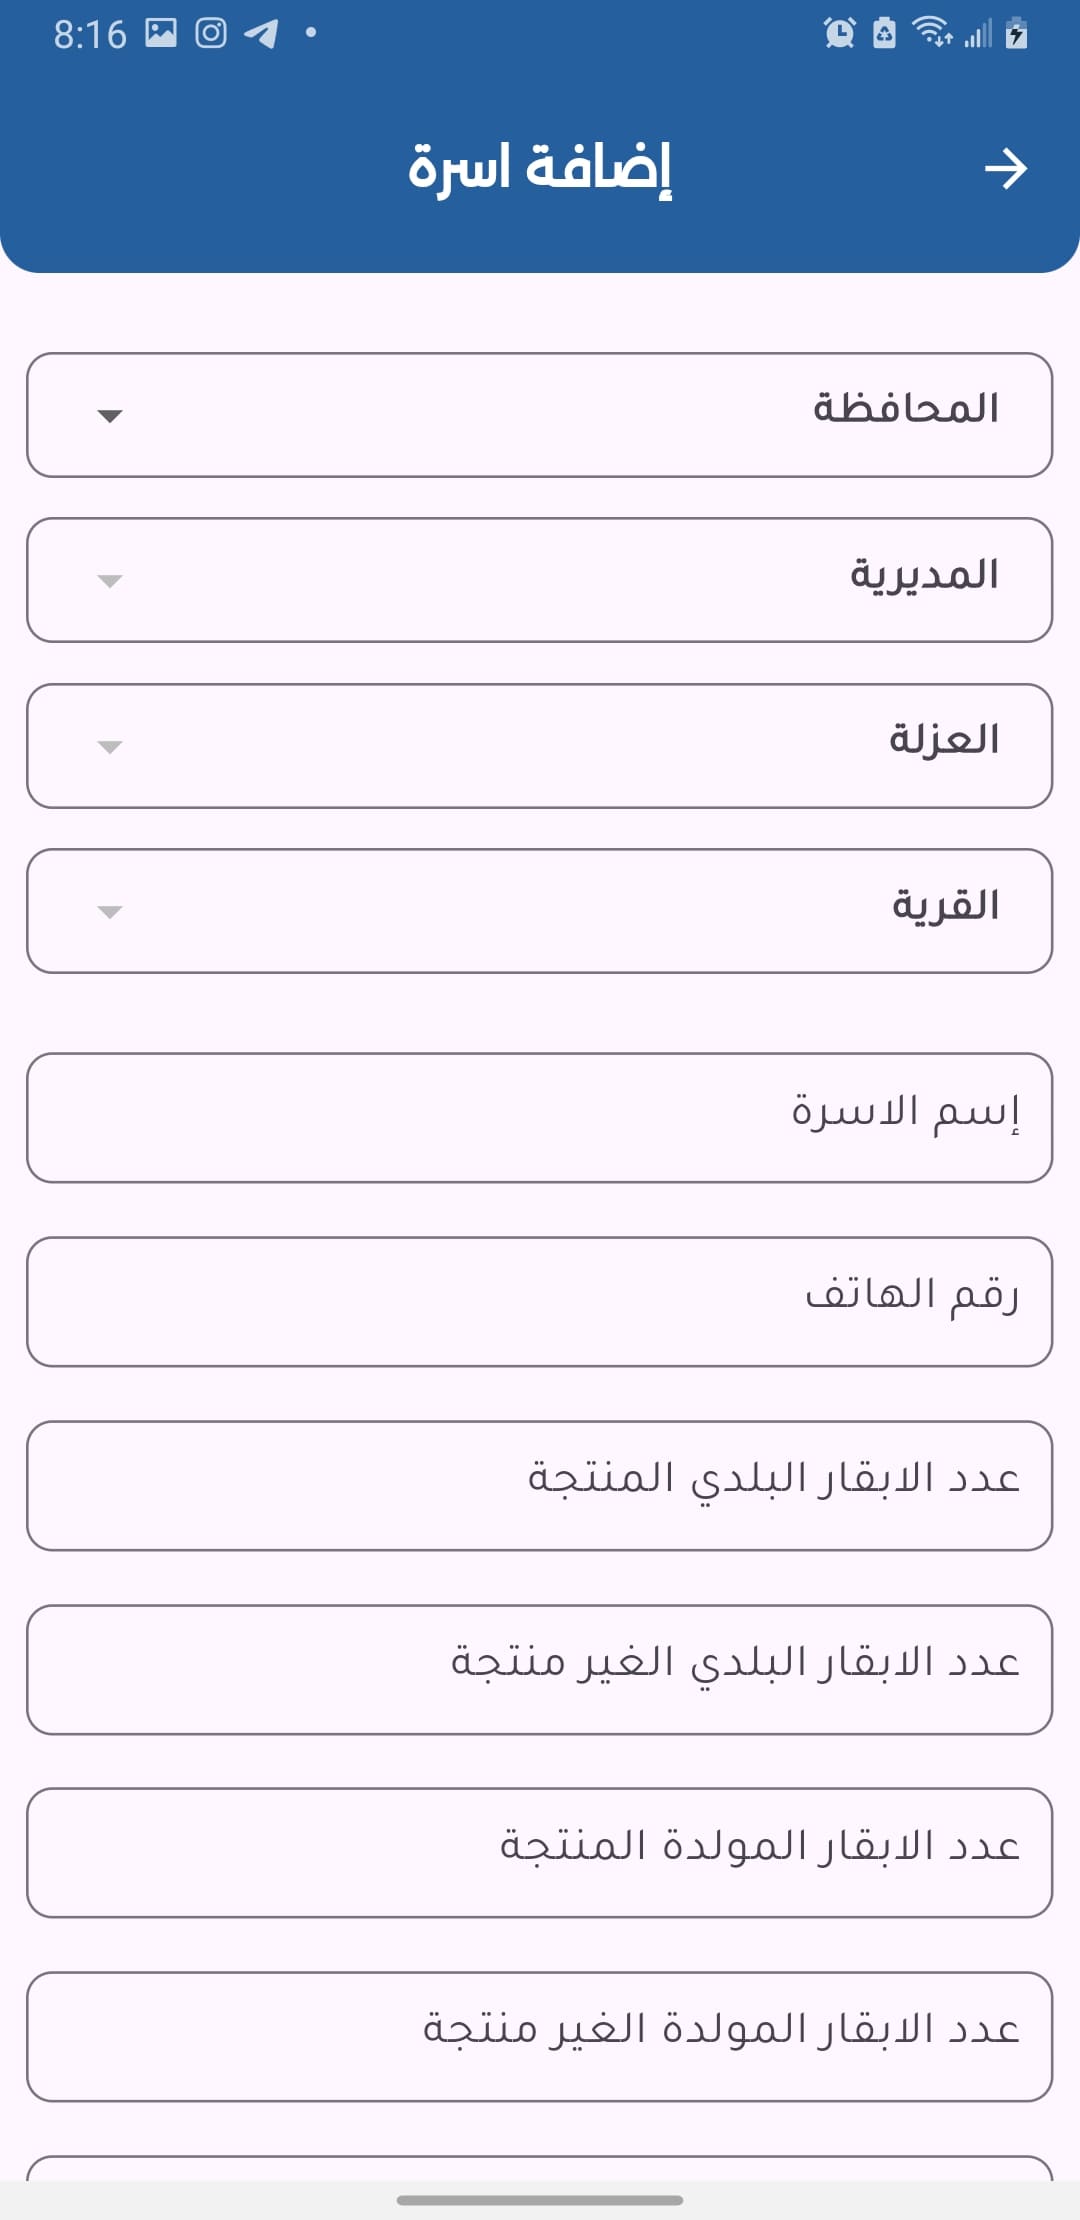 8:16
إضافة اسرة
المحافظة
المديرية
العزلة
القرية
إسم الاسرة
رقم الهاتف
عدد الابقار البلدي المنتجة
عدد الابقار البلدي الغير منتجة
عدد الابقار المولدة المنتجة
عدد الابقار المولدة الغير منتجة